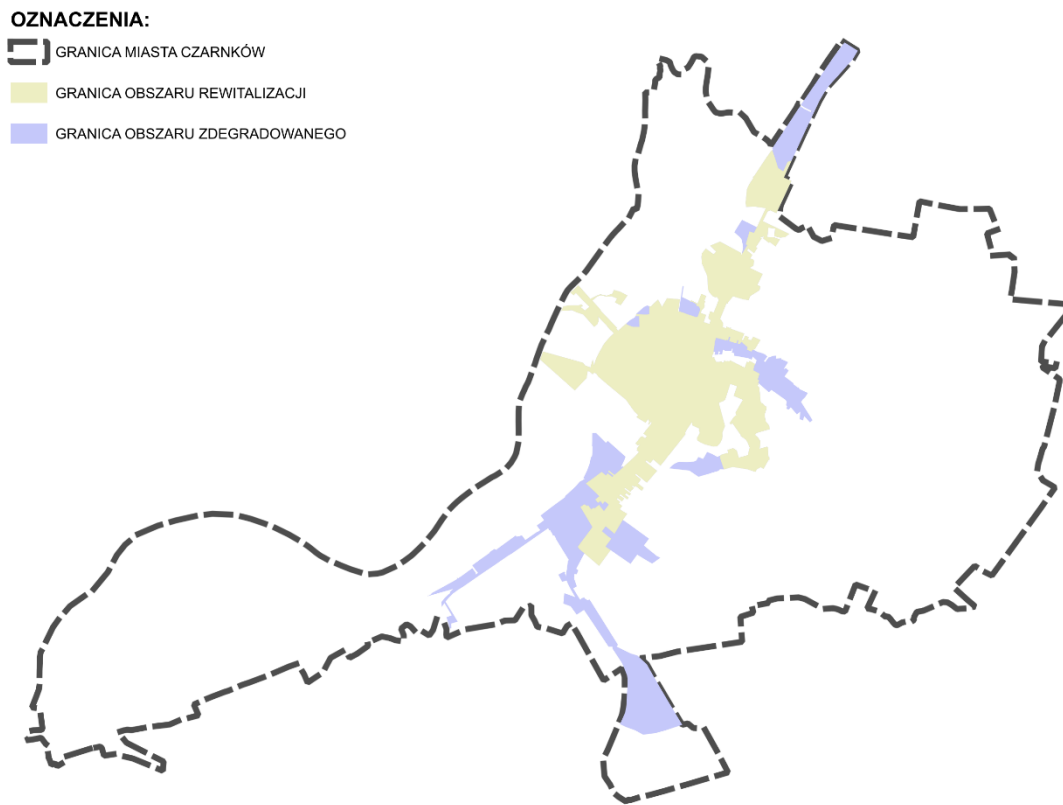 OZNACZENIA:
GRANICA MIASTA CZARNKÓW
GRANICA OBSZARU REWITALIZACJI
GRANICA OBSZARU ZDEGRADOWANEGO